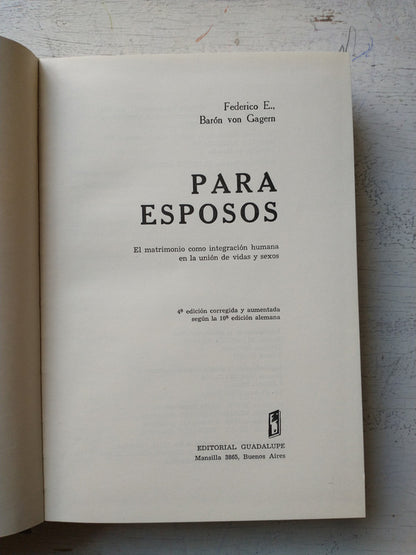 Federico E.,
Barón von Gagern
PARA
ESPOSOS
El matrimonio como integración humana
en la unión de vidas y sexos
4ª edición corregida y aumentada
según la 10ª edición alemana
EDITORIAL GUADALUPE
Mansilla 3865, Buenos Aires